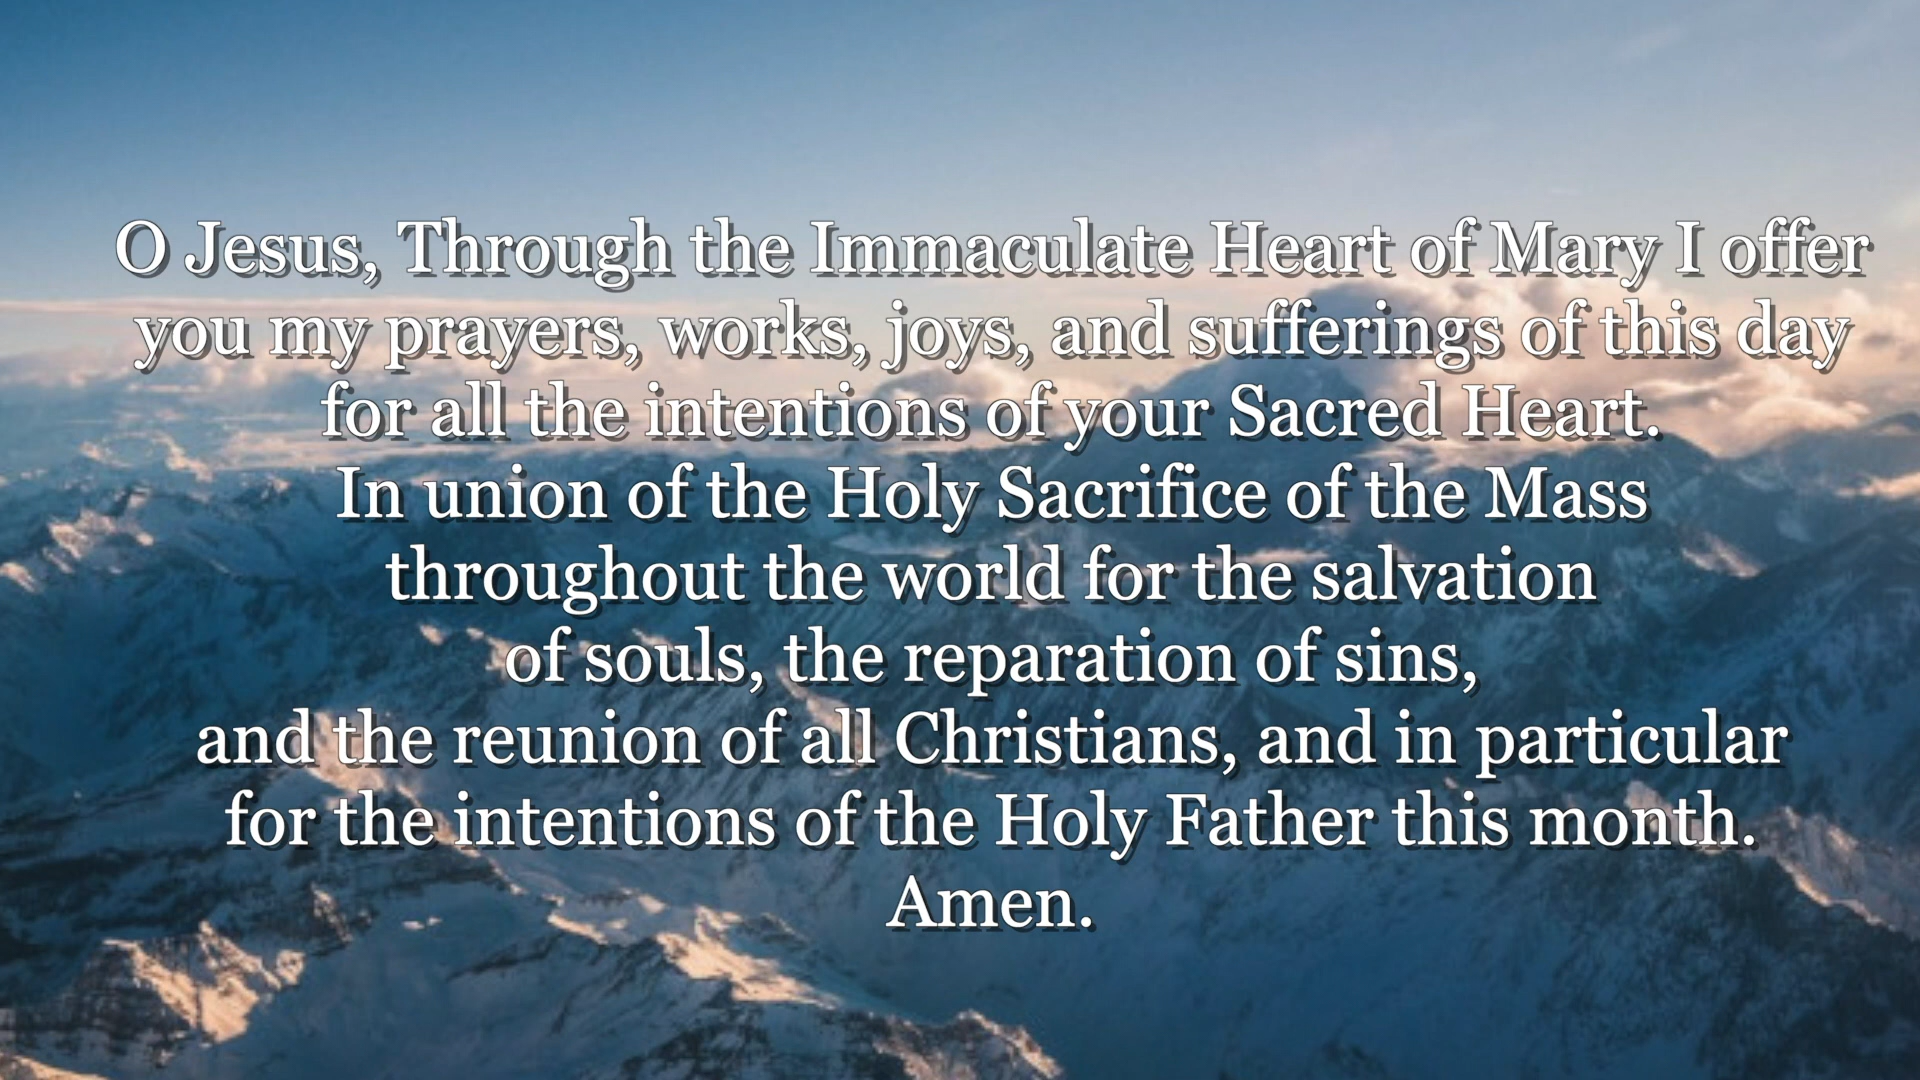 O Jesus, Through the Immaculate Heart of Mary I offer
you my prayers, works, joys, and sufferings of this day
for all the intentions of your Sacred Heart.
In union of the Holy Sacrifice of the Mass
throughout the world for the salvation
of souls, the reparation of sins,
and the reunion of all Christians, and in particular
for the intentions of the Holy Father this month.
Amen.